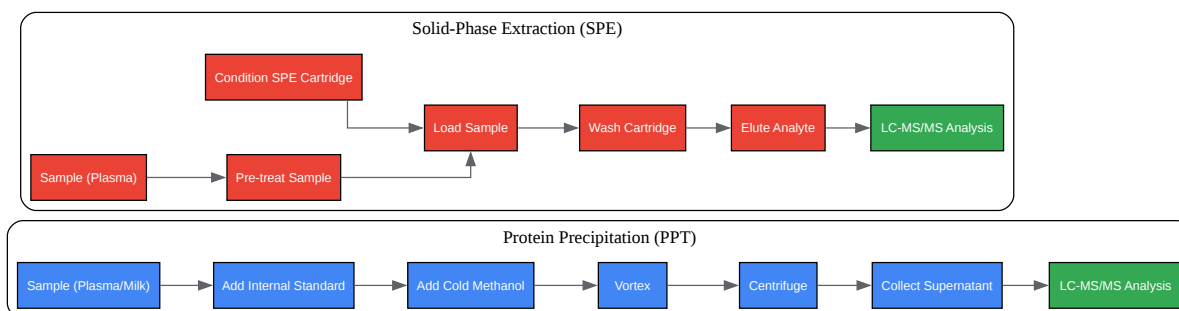 Solid-Phase Extraction (SPE)
Condition SPE Cartridge
Load Sample
Wash Cartridge
Elute Analyte
LC-MS/MS Analysis
Sample (Plasma)
Pre-treat Sample
Protein Precipitation (PPT)
Sample (Plasma/Milk)
Add Internal Standard
Add Cold Methanol
Vortex
Centrifuge
Collect Supernatant
LC-MS/MS Analysis